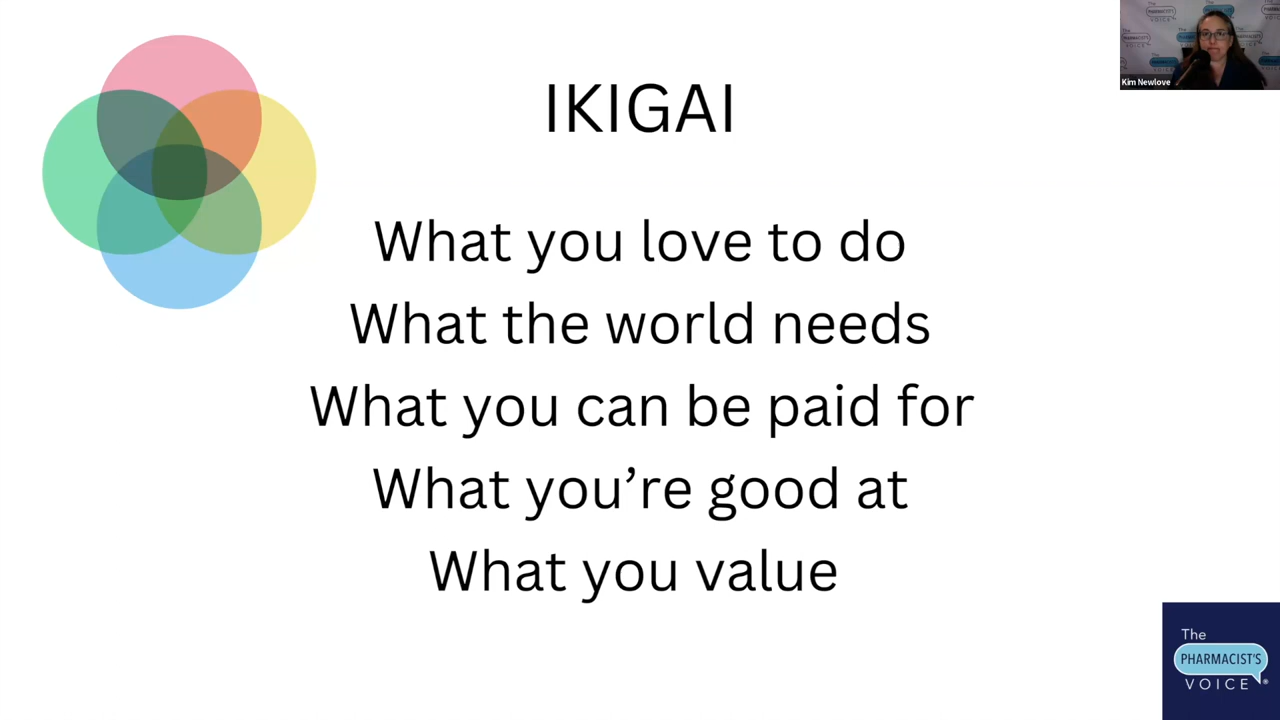 IKIGAI
What you love to do
What the world needs
What you can be paid for
What you're good at
What you value
Kim Newlove
The
PHARMACIST'S
VOICE®